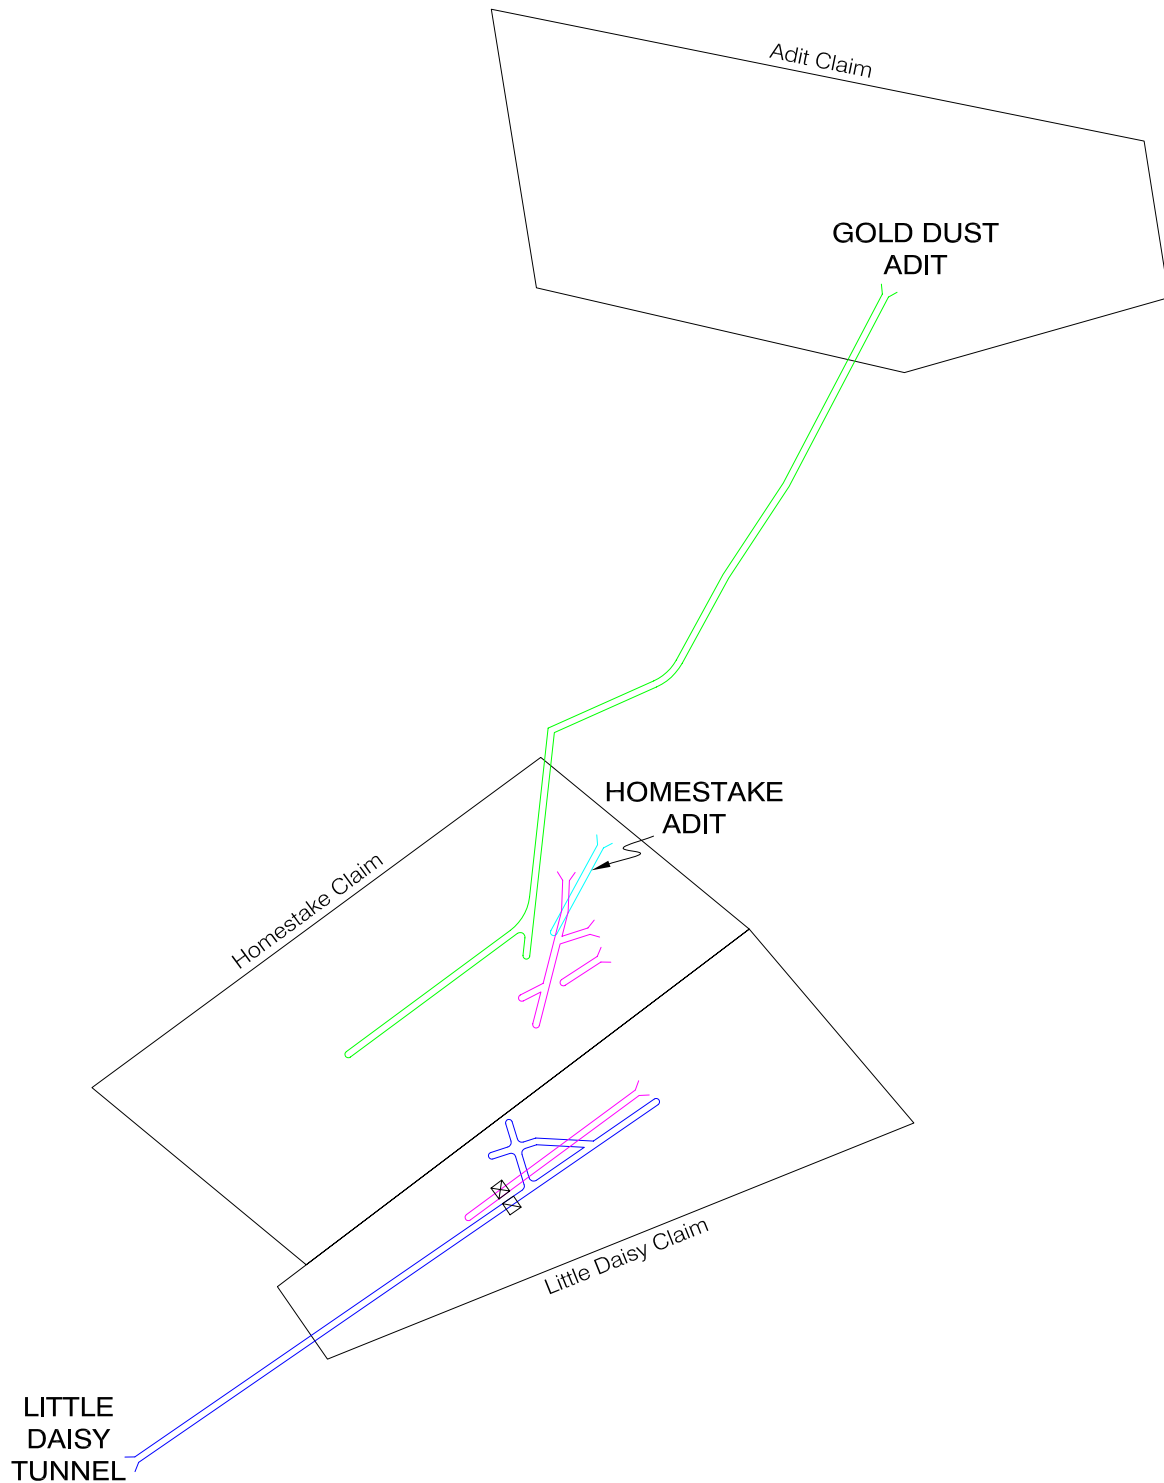 Adit Claim
GOLD DUST
ADIT
HOMESTAKE
ADIT
Homestake Claim
Little Daisy Claim
LITTLE
DAISY
TUNNEL